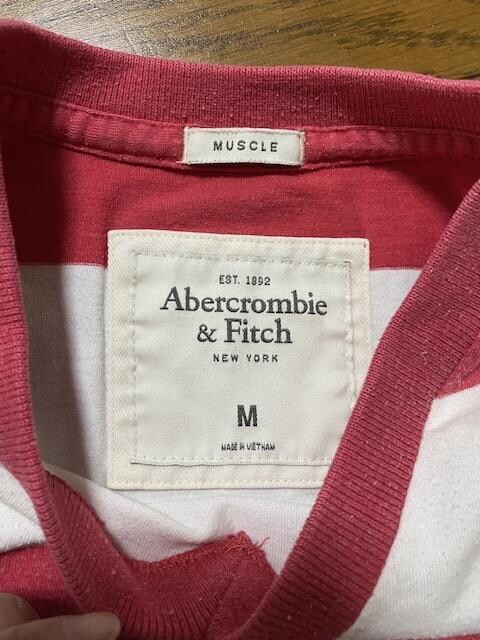 MUSCLE
EST. 1892
Abercrombie
& Fitch
NEW YORK
M
MADE IN VIETNAM